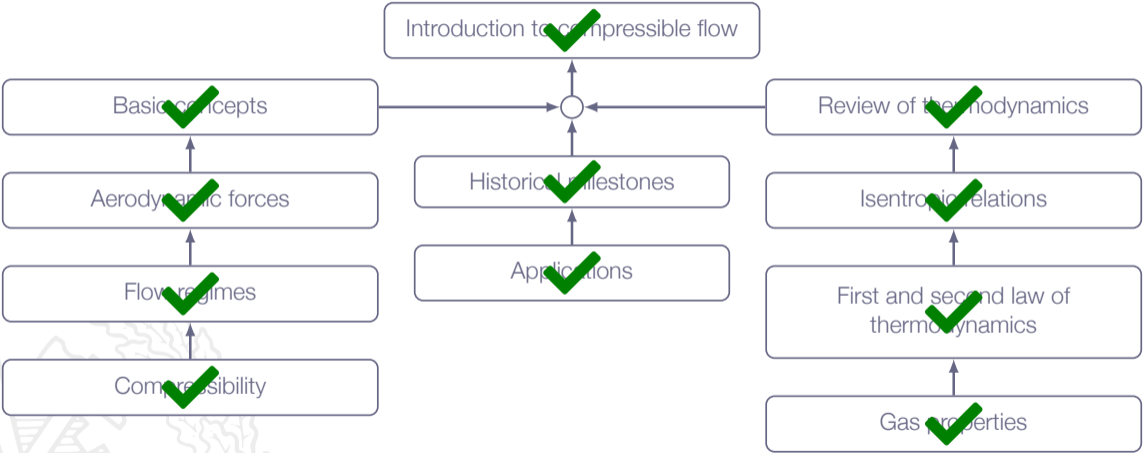 Introduction to compressible flow
Basic concepts
Review of thermodynamics
Historical milestones
Aerodynamic forces
Isentropic relations
Applications
Flow regimes
First and second law of
thermodynamics
Compressibility
Gas properties